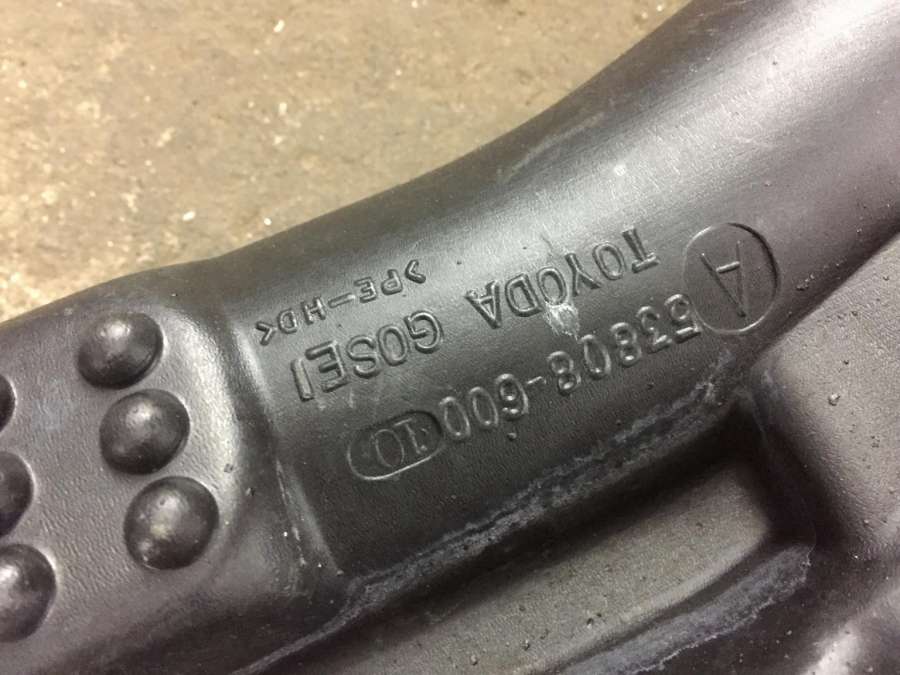 A
53808-60010
TOYODA GOSEI
>PE-HD<